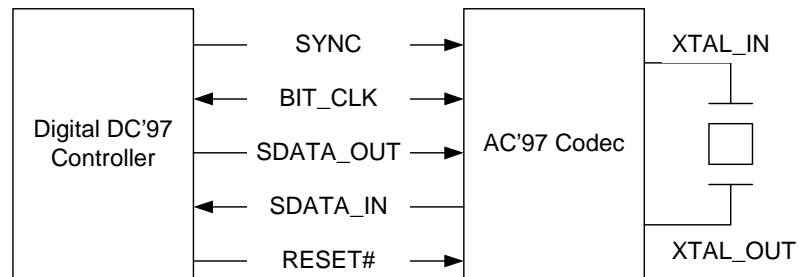 SYNC
XTAL_IN
BIT_CLK
Digital DC'97
Controller
SDATA_OUT
AC'97 Codec
SDATA_IN
XTAL_OUT
RESET#